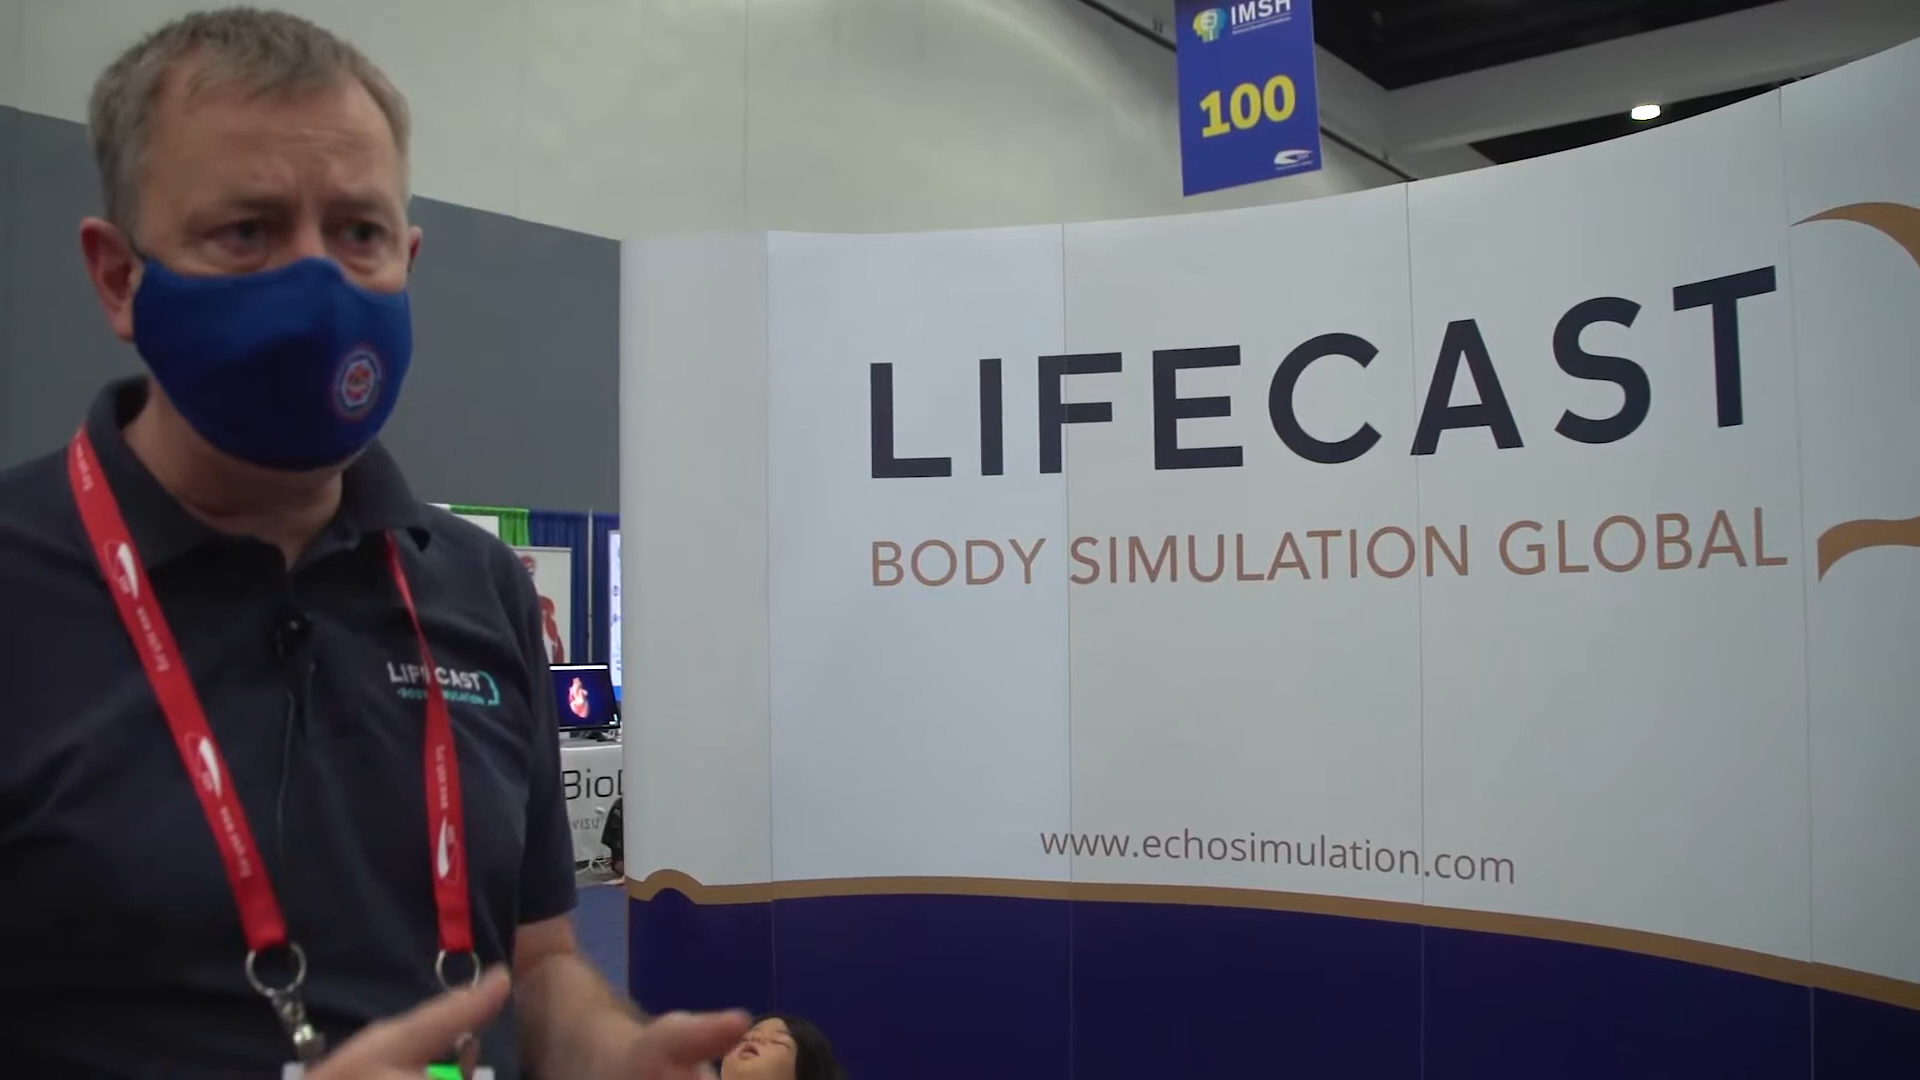 IMSH
100
LIFECAST
BODY SIMULATION GLOBAL
www.echosimulation.com
LIFECAST
BODY SIMULATION